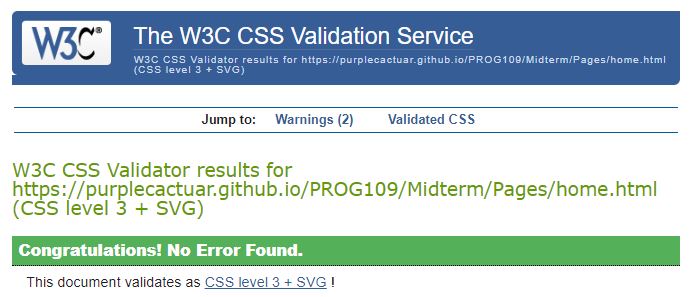 W3C®
The W3C CSS Validation Service
W3C CSS Validator results for https://purplecactuar.github.io/PROG109/Midterm/Pages/home.html
(CSS level 3 + SVG)
Jump to: Warnings (2) Validated CSS
W3C CSS Validator results for
https://purplecactuar.github.io/PROG109/Midterm/Pages/home.html
(CSS level 3 + SVG)
Congratulations! No Error Found.
This document validates as CSS level 3 + SVG !